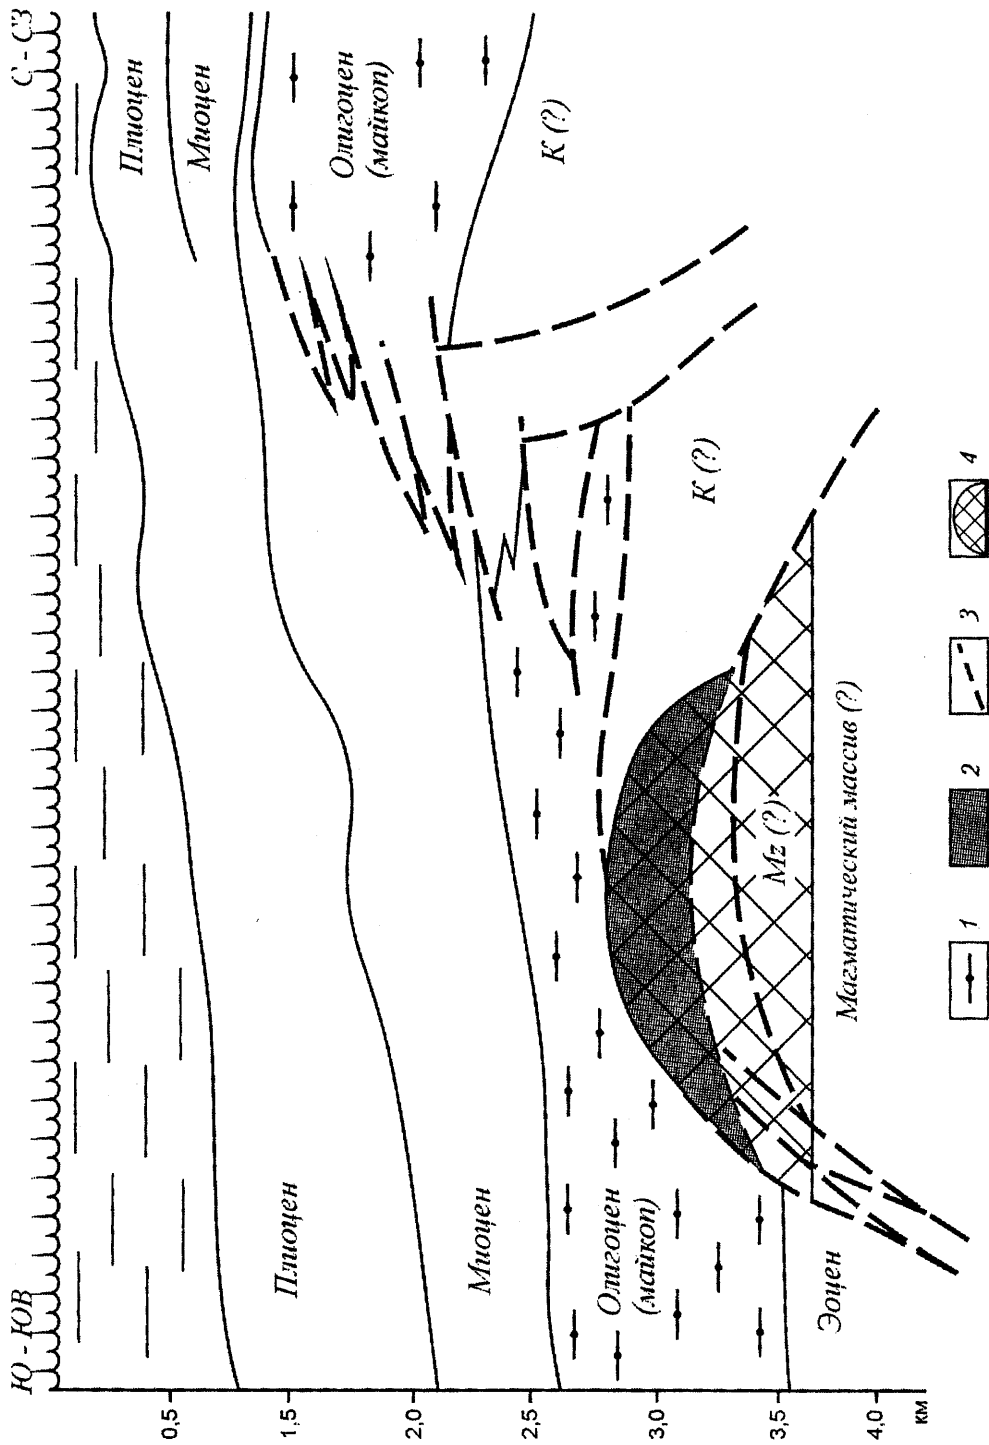 Ю - ЮВ
С - СЗ
Плиоцен
Миоцен
Олигоцен
(майкоп)
К (?)
Плиоцен
Миоцен
Олигоцен
(майкоп)
Эоцен
К (?)
Mz (?)
Магматический массив (?)
0,5
1,5
2,0
2,5
3,0
3,5
4,0
км
1
2
3
4